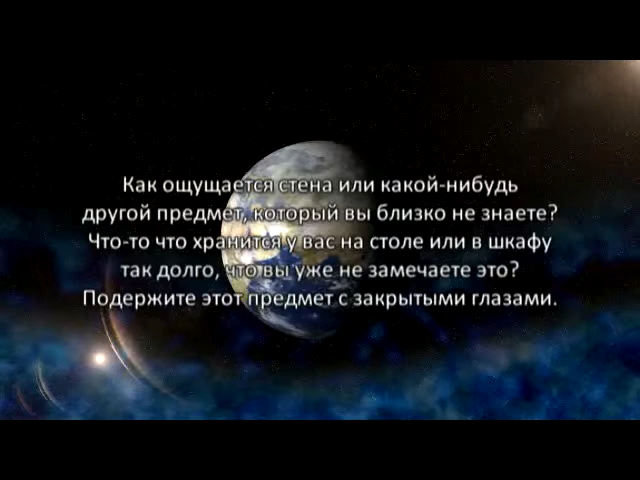 Как ощущается стена или какой-нибудь
другой предмет, который вы близко не знаете?
Что-то что хранится у вас на столе или в шкафу
так долго, что вы уже не замечаете это?
Подержите этот предмет с закрытыми глазами.